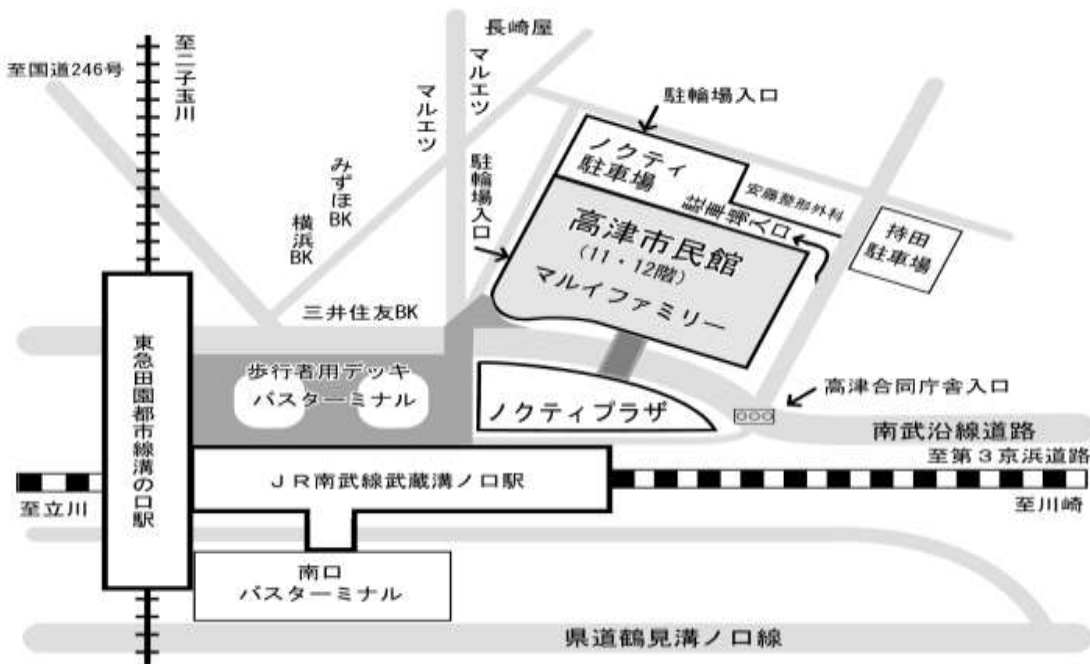 長崎屋
至国道246号
至二子玉川
マルエツ
マルエツ
駐輪場入口
ノクティ
駐車場
駐輪場入口
みずほBK
横浜BK
安藤整形外科
駐車場入口
持田
駐車場
高津市民館
(11・12階)
マルイファミリー
三井住友BK
歩行者用デッキ
バスターミナル
ノクティプラザ
高津合同庁舎入口
南武沿線道路
至第3京浜道路
東急田園都市線溝の口駅
JR南武線武蔵溝ノ口駅
至立川
至川崎
南口
バスターミナル
県道鶴見溝ノ口線